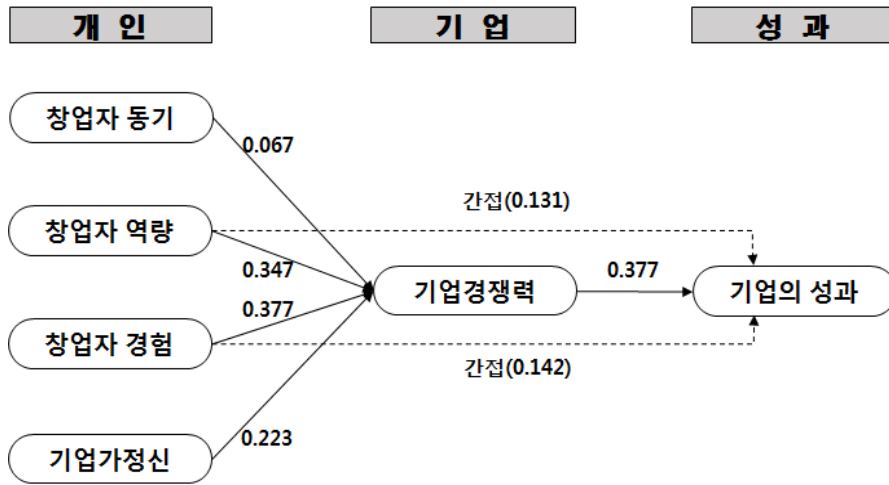 개 인
기 업
성 과
창업자 동기
0.067
간접(0.131)
창업자 역량
0.347
기업경쟁력
0.377
기업의 성과
0.377
창업자 경험
간접(0.142)
0.223
기업가정신